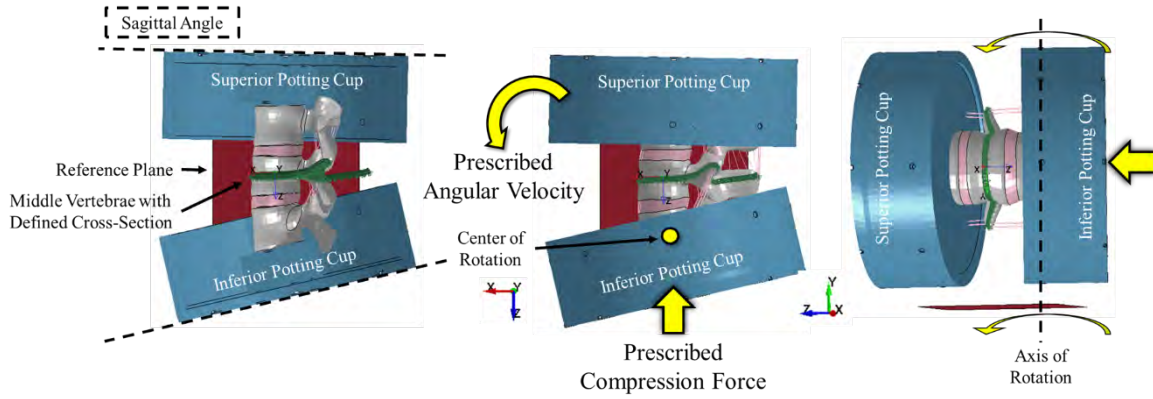 Sagittal Angle
Superior Potting Cup
Reference Plane
Middle Vertebrae with
Defined Cross-Section
Inferior Potting Cup
X
Y
Z
Superior Potting Cup
Prescribed
Angular Velocity
X
Y
Z
Center of
Rotation
Inferior Potting Cup
X
Y
Z
Prescribed
Compression Force
Superior Potting Cup
X
Z
Inferior Potting Cup
Y
Z
X
Axis of
Rotation